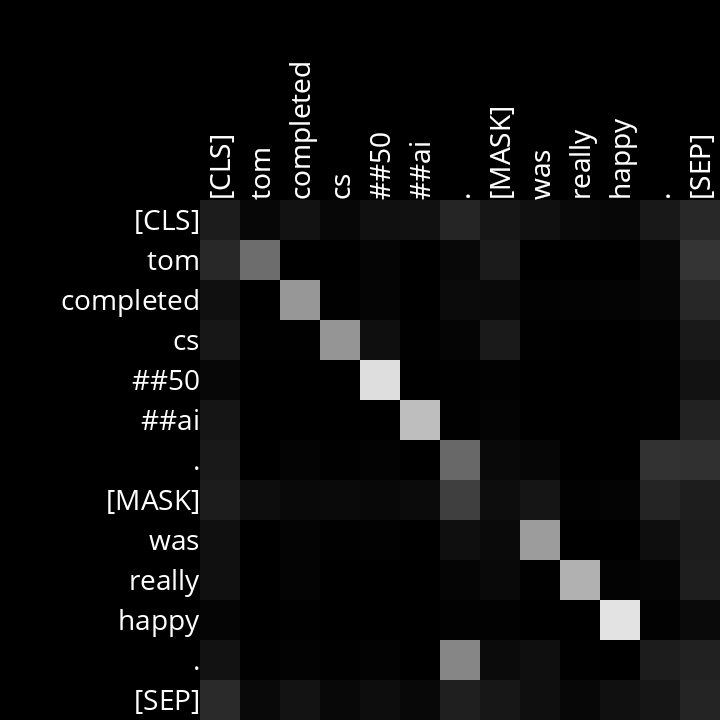 [CLS] tom completed cs ##50 ##ai . [MASK] was really happy . [SEP]
[CLS]
tom
completed
cs
##50
##ai
.
[MASK]
was
really
happy
.
[SEP]